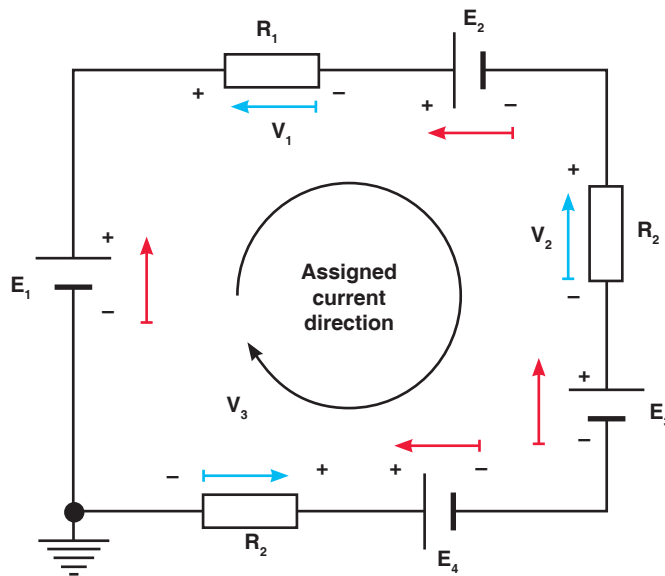 E₂
R₁
+ − + −
V₁
+
R₂
V₂
−
+
E₁
−
Assigned
current
direction
+
E₃
−
V₃
− + + −
R₂
E₄